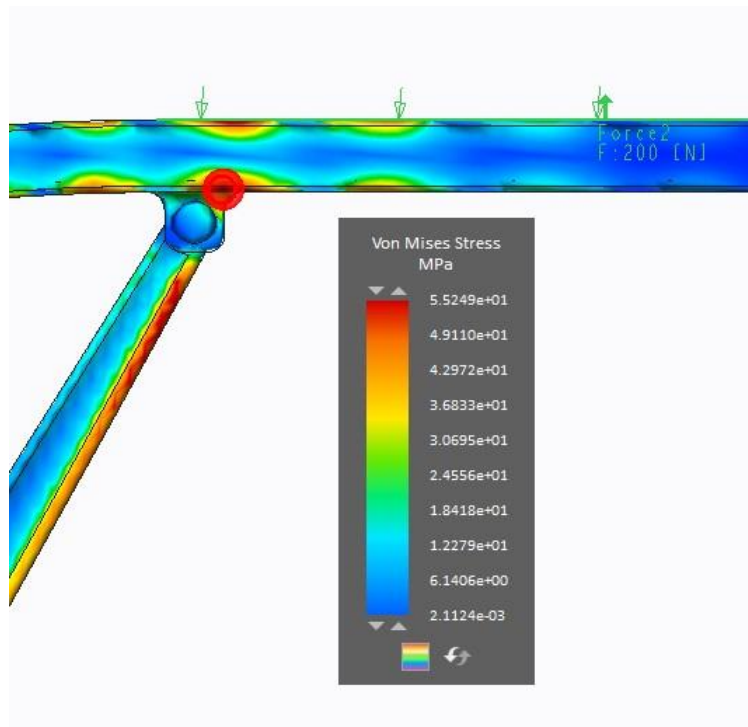 Force2
F:200 [N]
Von Mises Stress
MPa
5.5249e+01
4.9110e+01
4.2972e+01
3.6833e+01
3.0695e+01
2.4556e+01
1.8418e+01
1.2279e+01
6.1406e+00
2.1124e-03